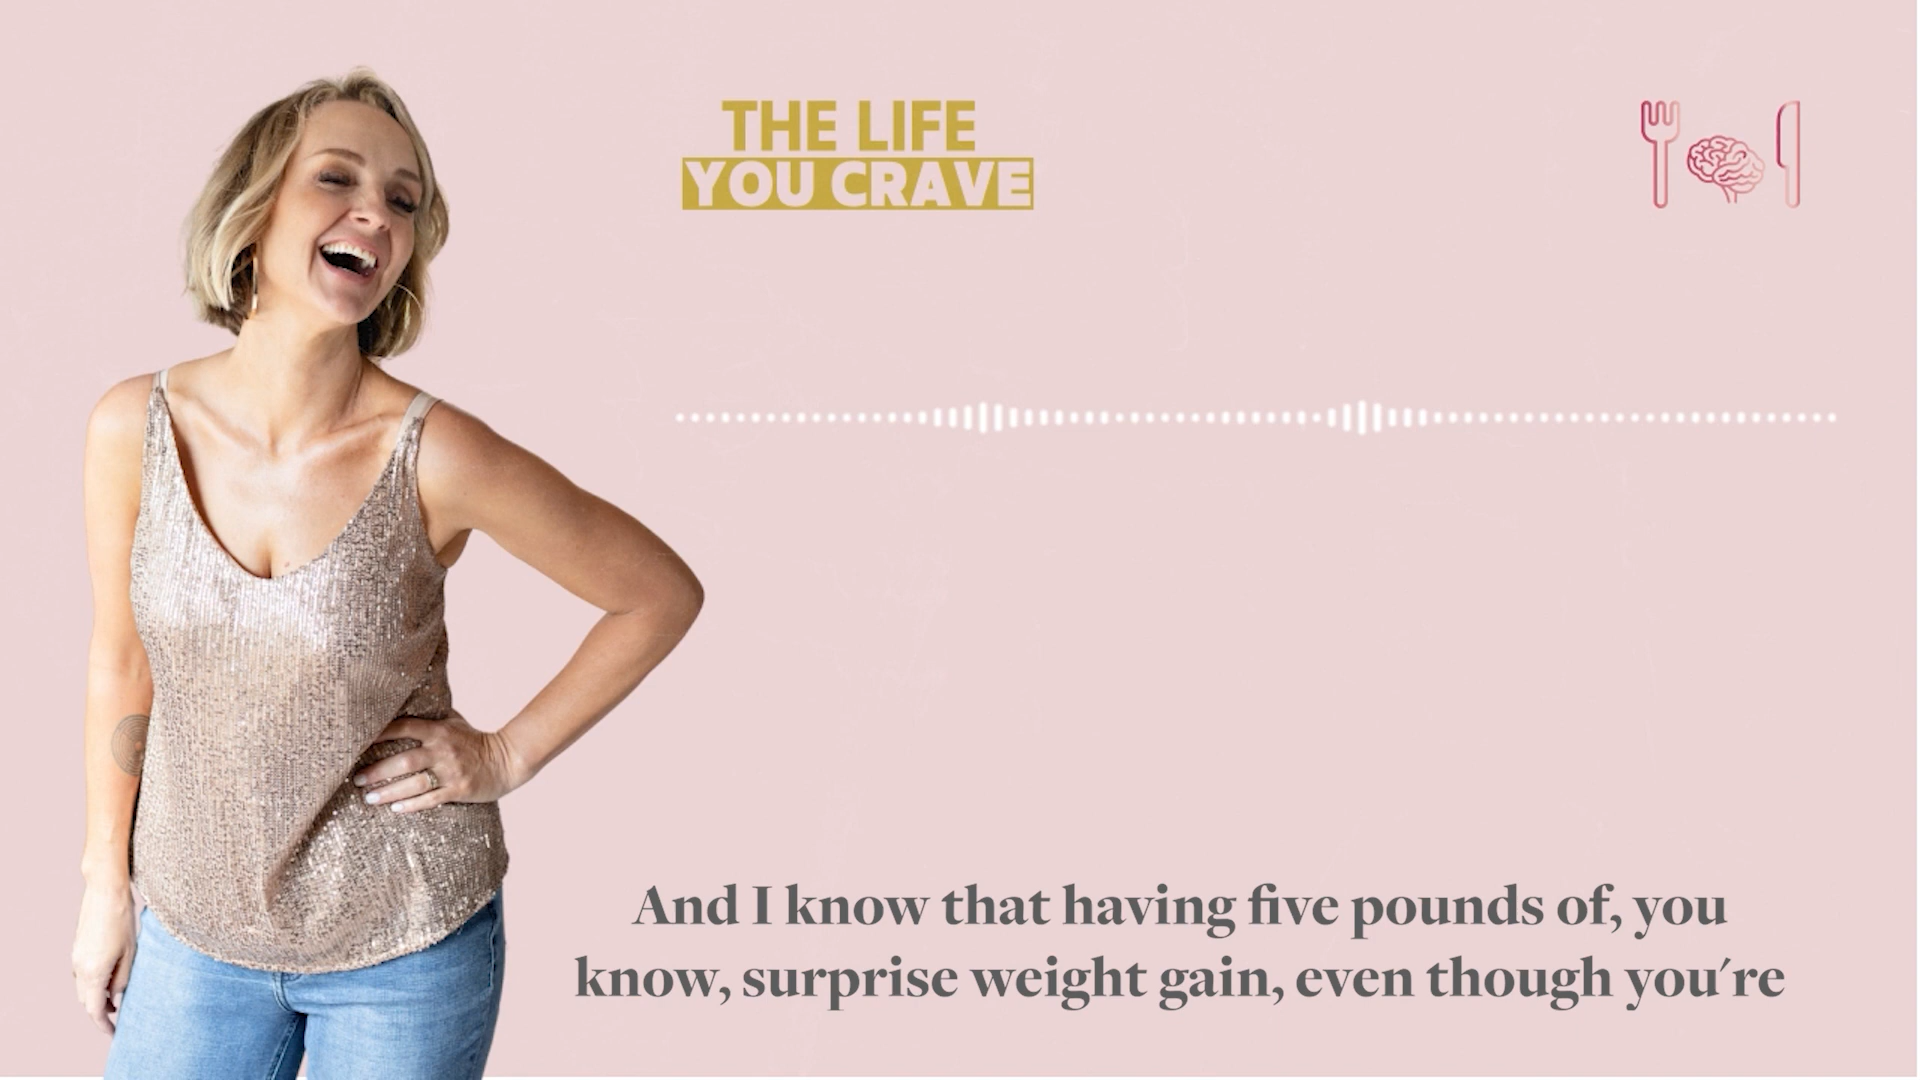 THE LIFE
YOU CRAVE
And I know that having five pounds of, you
know, surprise weight gain, even though you're